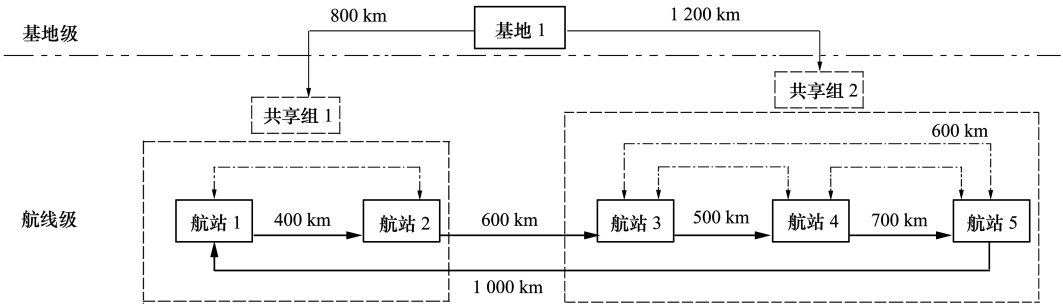 800 km
基地 1
1 200 km
基地级
共享组 1
共享组 2
600 km
航线级
航站 1
400 km
航站 2
600 km
航站 3
500 km
航站 4
700 km
航站 5
1 000 km